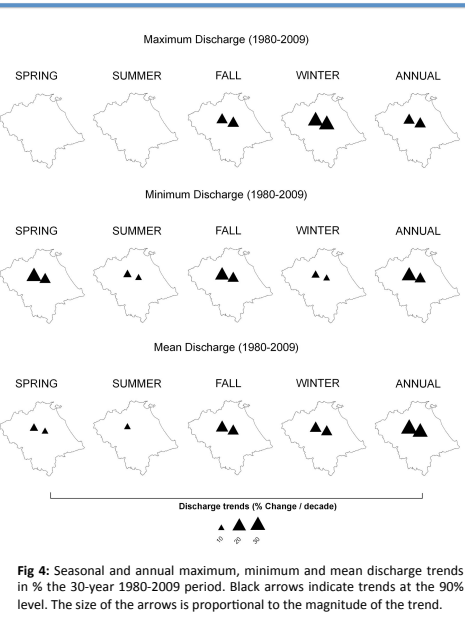 Maximum Discharge (1980-2009)
SPRING SUMMER FALL WINTER ANNUAL
Minimum Discharge (1980-2009)
SPRING SUMMER FALL WINTER ANNUAL
Mean Discharge (1980-2009)
SPRING SUMMER FALL WINTER ANNUAL
Discharge trends (% Change / decade)
10 20 30
Fig 4: Seasonal and annual maximum, minimum and mean discharge trends
in % the 30-year 1980-2009 period. Black arrows indicate trends at the 90%
level. The size of the arrows is proportional to the magnitude of the trend.